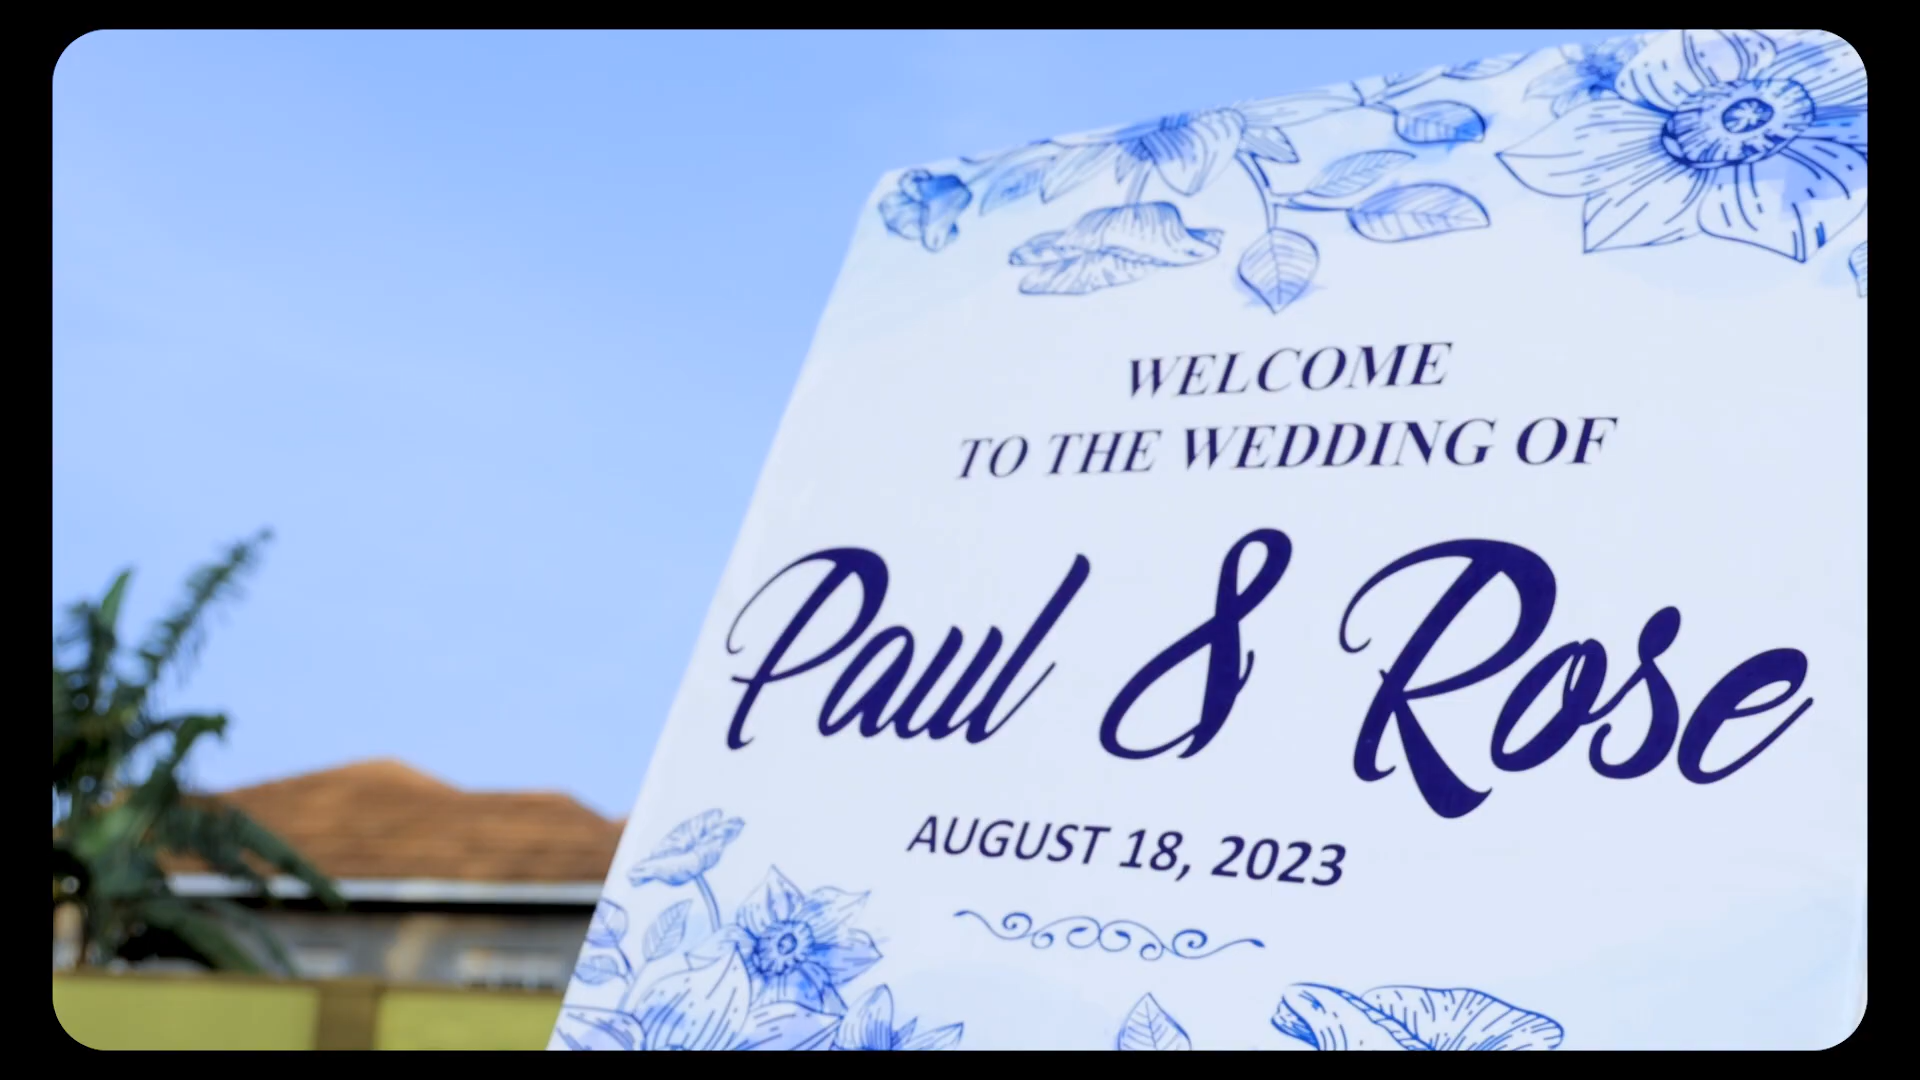 WELCOME
TO THE WEDDING OF
Paul & Rose
AUGUST 18, 2023